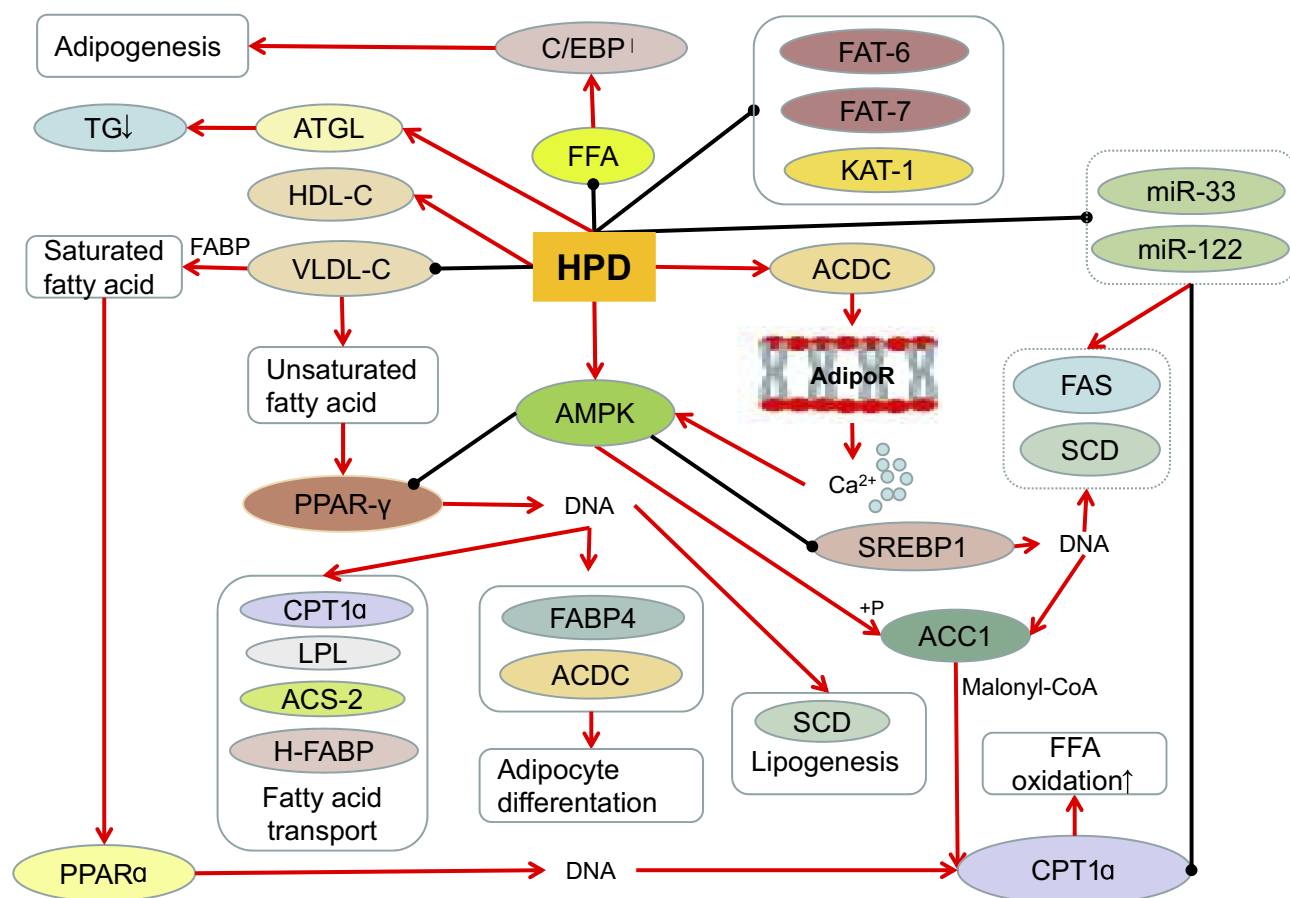 Adipogenesis
C/EBP
FAT-6
FAT-7
KAT-1
TG↓
ATGL
FFA
HDL-C
miR-33
miR-122
Saturated
fatty acid
FABP
VLDL-C
HPD
ACDC
Unsaturated
fatty acid
AdipoR
AMPK
FAS
SCD
Ca²⁺
PPAR-γ
DNA
SREBP1
DNA
CPT1α
LPL
ACS-2
H-FABP
Fatty acid
transport
FABP4
ACDC
+P
ACC1
Malonyl-CoA
SCD
Lipogenesis
Adipocyte
differentation
FFA
oxidation↑
PPARα
DNA
CPT1α